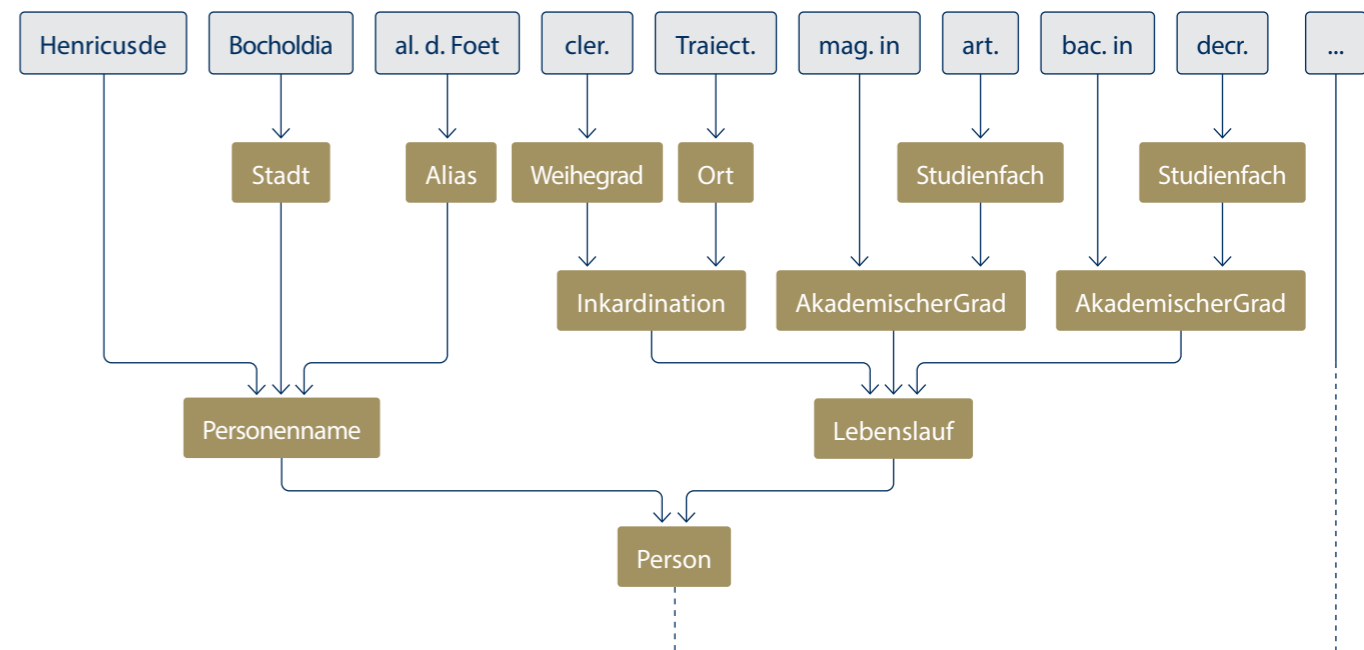 Henricusde Bocholdia al. d. Foet cler. Traiect. mag. in art. bac. in decr. ...
Stadt Alias Weihegrad Ort Studienfach Studienfach
Inkardination AkademischerGrad AkademischerGrad
Personenname Lebenslauf
Person